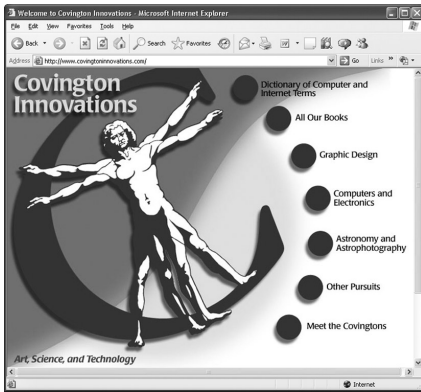 Welcome to Covington Innovations - Microsoft Internet Explorer
File Edit View Favorites Tools Help
Back Search Favorites
Address http://www.covingtoninnovations.com/ Go Links »
Covington
Innovations
Dictionary of Computer and
Internet Terms
All Our Books
Graphic Design
Computers and
Electronics
Astronomy and
Astrophotography
Other Pursuits
Meet the Covingtons
Art, Science, and Technology
Internet